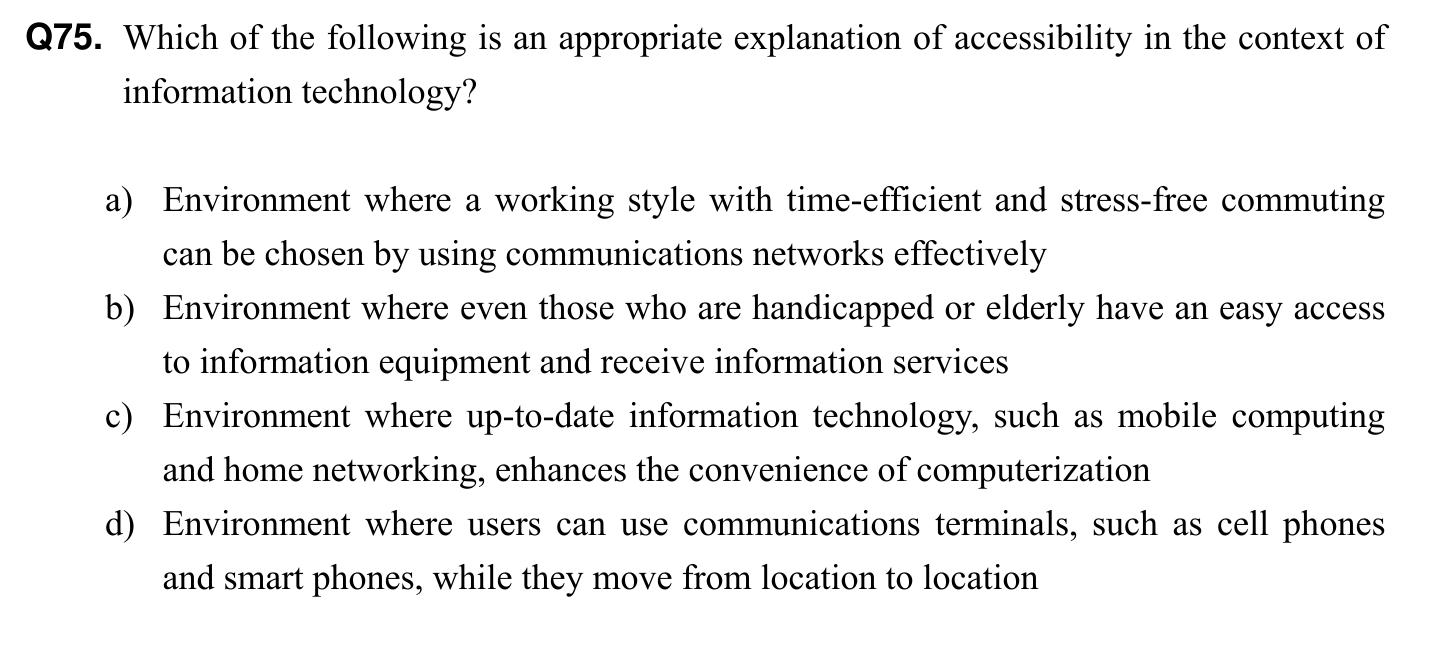 Q75. Which of the following is an appropriate explanation of accessibility in the context of
information technology?
a) Environment where a working style with time-efficient and stress-free commuting
can be chosen by using communications networks effectively
b) Environment where even those who are handicapped or elderly have an easy access
to information equipment and receive information services
c) Environment where up-to-date information technology, such as mobile computing
and home networking, enhances the convenience of computerization
d) Environment where users can use communications terminals, such as cell phones
and smart phones, while they move from location to location